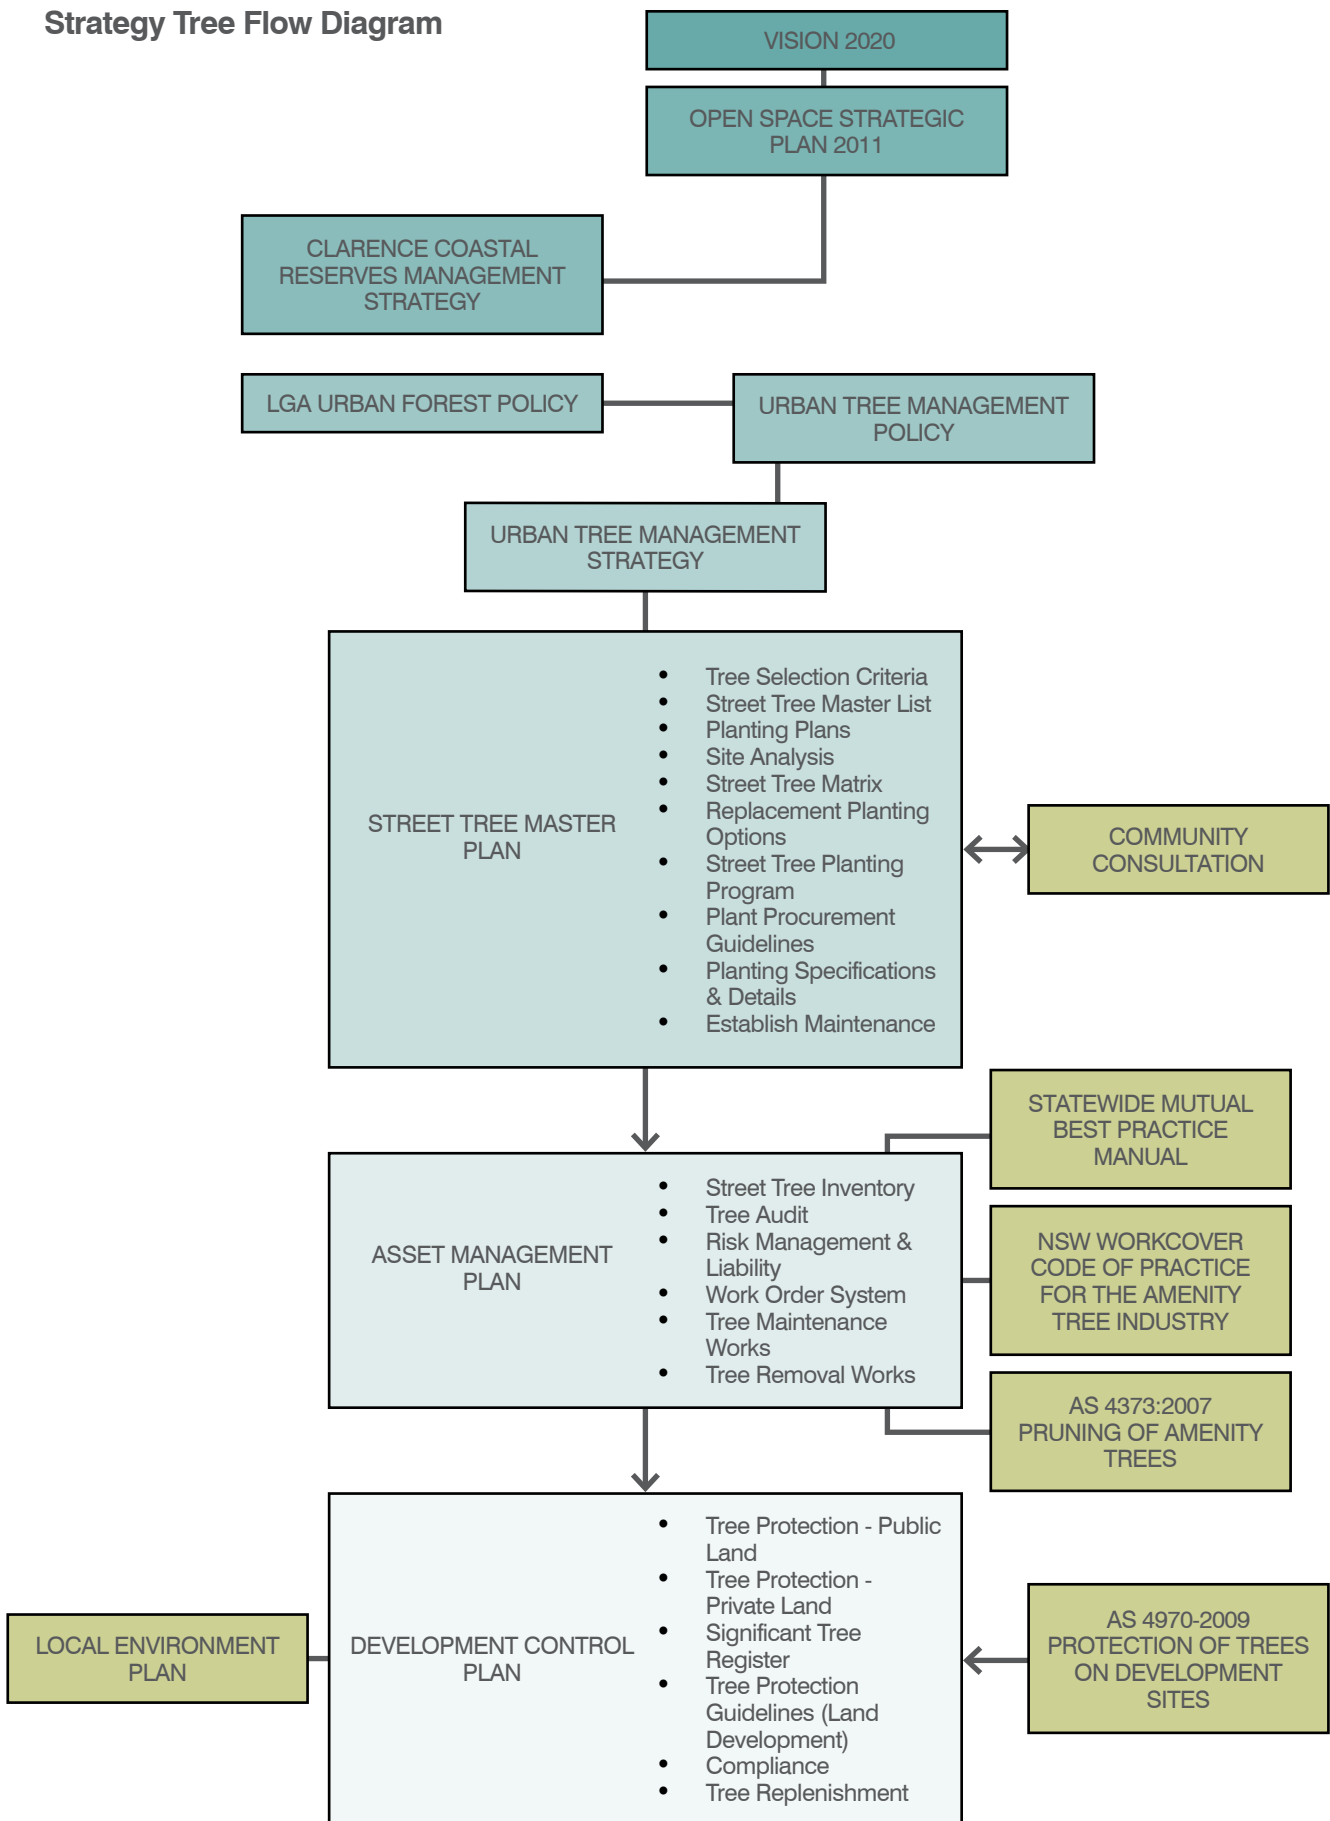 Strategy Tree Flow Diagram
VISION 2020
OPEN SPACE STRATEGIC
PLAN 2011
CLARENCE COASTAL
RESERVES MANAGEMENT
STRATEGY
LGA URBAN FOREST POLICY
URBAN TREE MANAGEMENT
POLICY
URBAN TREE MANAGEMENT
STRATEGY
STREET TREE MASTER
PLAN
• Tree Selection Criteria
• Street Tree Master List
• Planting Plans
• Site Analysis
• Street Tree Matrix
• Replacement Planting
Options
• Street Tree Planting
Program
• Plant Procurement
Guidelines
• Planting Specifications
& Details
• Establish Maintenance
COMMUNITY
CONSULTATION
ASSET MANAGEMENT
PLAN
• Street Tree Inventory
• Tree Audit
• Risk Management &
Liability
• Work Order System
• Tree Maintenance
Works
• Tree Removal Works
STATEWIDE MUTUAL
BEST PRACTICE
MANUAL
NSW WORKCOVER
CODE OF PRACTICE
FOR THE AMENITY
TREE INDUSTRY
AS 4373:2007
PRUNING OF AMENITY
TREES
LOCAL ENVIRONMENT
PLAN
DEVELOPMENT CONTROL
PLAN
• Tree Protection - Public
Land
• Tree Protection -
Private Land
• Significant Tree
Register
• Tree Protection
Guidelines (Land
Development)
• Compliance
• Tree Replenishment
AS 4970-2009
PROTECTION OF TREES
ON DEVELOPMENT
SITES